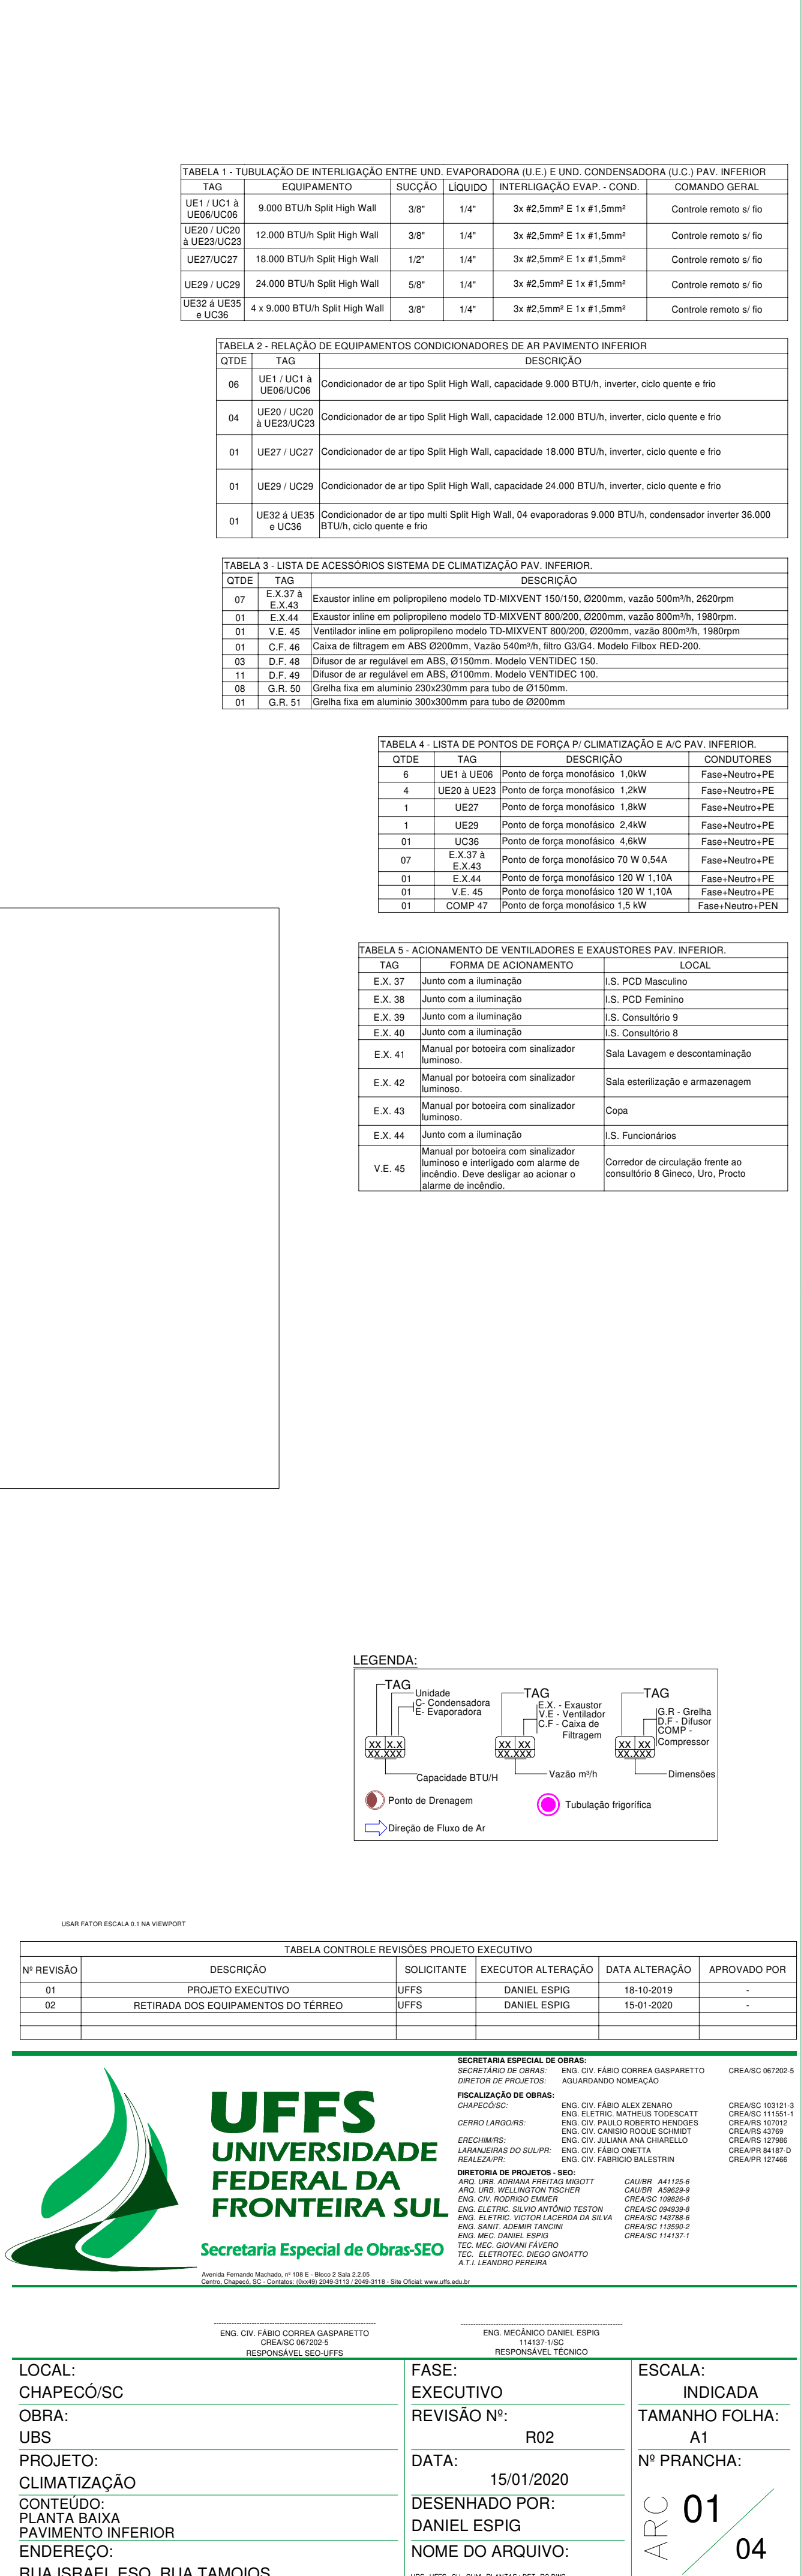 TABELA 1 - TUBULAÇÃO DE INTERLIGAÇÃO ENTRE UND. EVAPORADORA (U.E.) E UND. CONDENSADORA (U.C.) PAV. INFERIOR
TAG EQUIPAMENTO SUCÇÃO LÍQUIDO INTERLIGAÇÃO EVAP. - COND. COMANDO GERAL
UE1 / UC1 à UE06/UC06 9.000 BTU/h Split High Wall 3/8" 1/4" 3x #2,5mm² E 1x #1,5mm² Controle remoto s/ fio
UE20 / UC20 à UE23/UC23 12.000 BTU/h Split High Wall 3/8" 1/4" 3x #2,5mm² E 1x #1,5mm² Controle remoto s/ fio
UE27/UC27 18.000 BTU/h Split High Wall 1/2" 1/4" 3x #2,5mm² E 1x #1,5mm² Controle remoto s/ fio
UE29 / UC29 24.000 BTU/h Split High Wall 5/8" 1/4" 3x #2,5mm² E 1x #1,5mm² Controle remoto s/ fio
UE32 á UE35 e UC36 4 x 9.000 BTU/h Split High Wall 3/8" 1/4" 3x #2,5mm² E 1x #1,5mm² Controle remoto s/ fio
TABELA 2 - RELAÇÃO DE EQUIPAMENTOS CONDICIONADORES DE AR PAVIMENTO INFERIOR
QTDE TAG DESCRIÇÃO
06 UE1 / UC1 à UE06/UC06 Condicionador de ar tipo Split High Wall, capacidade 9.000 BTU/h, inverter, ciclo quente e frio
04 UE20 / UC20 à UE23/UC23 Condicionador de ar tipo Split High Wall, capacidade 12.000 BTU/h, inverter, ciclo quente e frio
01 UE27 / UC27 Condicionador de ar tipo Split High Wall, capacidade 18.000 BTU/h, inverter, ciclo quente e frio
01 UE29 / UC29 Condicionador de ar tipo Split High Wall, capacidade 24.000 BTU/h, inverter, ciclo quente e frio
01 UE32 á UE35 e UC36 Condicionador de ar tipo multi Split High Wall, 04 evaporadoras 9.000 BTU/h, condensador inverter 36.000
BTU/h, ciclo quente e frio
TABELA 3 - LISTA DE ACESSÓRIOS SISTEMA DE CLIMATIZAÇÃO PAV. INFERIOR.
QTDE TAG DESCRIÇÃO
07 E.X.37 à E.X.43 Exaustor inline em polipropileno modelo TD-MIXVENT 150/150, Ø200mm, vazão 500m³/h, 2620rpm
01 E.X.44 Exaustor inline em polipropileno modelo TD-MIXVENT 800/200, Ø200mm, vazão 800m³/h, 1980rpm.
01 V.E. 45 Ventilador inline em polipropileno modelo TD-MIXVENT 800/200, Ø200mm, vazão 800m³/h, 1980rpm
01 C.F. 46 Caixa de filtragem em ABS Ø200mm, Vazão 540m³/h, filtro G3/G4. Modelo Filbox RED-200.
03 D.F. 48 Difusor de ar regulável em ABS, Ø150mm. Modelo VENTIDEC 150.
11 D.F. 49 Difusor de ar regulável em ABS, Ø100mm. Modelo VENTIDEC 100.
08 G.R. 50 Grelha fixa em aluminio 230x230mm para tubo de Ø150mm.
01 G.R. 51 Grelha fixa em aluminio 300x300mm para tubo de Ø200mm
TABELA 4 - LISTA DE PONTOS DE FORÇA P/ CLIMATIZAÇÃO E A/C PAV. INFERIOR.
QTDE TAG DESCRIÇÃO CONDUTORES
6 UE1 à UE06 Ponto de força monofásico 1,0kW Fase+Neutro+PE
4 UE20 à UE23 Ponto de força monofásico 1,2kW Fase+Neutro+PE
1 UE27 Ponto de força monofásico 1,8kW Fase+Neutro+PE
1 UE29 Ponto de força monofásico 2,4kW Fase+Neutro+PE
01 UC36 Ponto de força monofásico 4,6kW Fase+Neutro+PE
07 E.X.37 à E.X.43 Ponto de força monofásico 70 W 0,54A Fase+Neutro+PE
01 E.X.44 Ponto de força monofásico 120 W 1,10A Fase+Neutro+PE
01 V.E. 45 Ponto de força monofásico 120 W 1,10A Fase+Neutro+PE
01 COMP 47 Ponto de força monofásico 1,5 kW Fase+Neutro+PEN
TABELA 5 - ACIONAMENTO DE VENTILADORES E EXAUSTORES PAV. INFERIOR.
TAG FORMA DE ACIONAMENTO LOCAL
E.X. 37 Junto com a iluminação I.S. PCD Masculino
E.X. 38 Junto com a iluminação I.S. PCD Feminino
E.X. 39 Junto com a iluminação I.S. Consultório 9
E.X. 40 Junto com a iluminação I.S. Consultório 8
E.X. 41 Manual por botoeira com sinalizador luminoso. Sala Lavagem e descontaminação
E.X. 42 Manual por botoeira com sinalizador luminoso. Sala esterilização e armazenagem
E.X. 43 Manual por botoeira com sinalizador luminoso. Copa
E.X. 44 Junto com a iluminação I.S. Funcionários
V.E. 45 Manual por botoeira com sinalizador luminoso e interligado com alarme de incêndio. Deve desligar ao acionar o alarme de incêndio. Corredor de circulação frente ao consultório 8 Gineco, Uro, Procto
LEGENDA:
TAG
Unidade
C- Condensadora
E- Evaporadora
XX X.X
XX.XXX
Capacidade BTU/H
TAG
E.X. - Exaustor
V.E - Ventilador
C.F - Caixa de
Filtragem
XX XX
XX.XXX
Vazão m³/h
TAG
G.R - Grelha
D.F - Difusor
COMP -
Compressor
XX XX
XX.XXX
Dimensões
Ponto de Drenagem
Tubulação frigorífica
Direção de Fluxo de Ar
USAR FATOR ESCALA 0.1 NA VIEWPORT
TABELA CONTROLE REVISÕES PROJETO EXECUTIVO
Nº REVISÃO DESCRIÇÃO SOLICITANTE EXECUTOR ALTERAÇÃO DATA ALTERAÇÃO APROVADO POR
01 PROJETO EXECUTIVO UFFS DANIEL ESPIG 18-10-2019 -
02 RETIRADA DOS EQUIPAMENTOS DO TÉRREO UFFS DANIEL ESPIG 15-01-2020 -
UFFS
UNIVERSIDADE
FEDERAL DA
FRONTEIRA SUL
Secretaria Especial de Obras-SEO
Avenida Fernando Machado, nº 108 E - Bloco 2 Sala 2.2.05
Centro, Chapecó, SC - Contatos: (0xx49) 2049-3113 / 2049-3118 - Site Oficial: www.uffs.edu.br
SECRETARIA ESPECIAL DE OBRAS:
SECRETÁRIO DE OBRAS: ENG. CIV. FÁBIO CORREA GASPARETTO CREA/SC 067202-5
DIRETOR DE PROJETOS: AGUARDANDO NOMEAÇÃO
FISCALIZAÇÃO DE OBRAS:
CHAPECÓ/SC: ENG. CIV. FÁBIO ALEX ZENARO CREA/SC 103121-3
ENG. ELETRIC. MATHEUS TODESCATT CREA/SC 111551-1
CERRO LARGO/RS: ENG. CIV. PAULO ROBERTO HENDGES CREA/RS 107012
ENG. CIV. CANISIO ROQUE SCHMIDT CREA/RS 43769
ERECHIM/RS: ENG. CIV. JULIANA ANA CHIARELLO CREA/RS 127986
LARANJEIRAS DO SUL/PR: ENG. CIV. FÁBIO ONETTA CREA/PR 84187-D
REALEZA/PR: ENG. CIV. FABRICIO BALESTRIN CREA/PR 127466
DIRETORIA DE PROJETOS - SEO:
ARQ. URB. ADRIANA FREITAG MIGOTT CAU/BR A41125-6
ARQ. URB. WELLINGTON TISCHER CAU/BR A59629-9
ENG. CIV. RODRIGO EMMER CREA/SC 109826-8
ENG. ELETRIC. SILVIO ANTÔNIO TESTON CREA/SC 094939-8
ENG. ELETRIC. VICTOR LACERDA DA SILVA CREA/SC 143788-6
ENG. SANIT. ADEMIR TANCINI CREA/SC 113590-2
ENG. MEC. DANIEL ESPIG CREA/SC 114137-1
TEC. MEC. GIOVANI FÁVERO
TEC. ELETROTEC. DIEGO GNOATTO
A.T.I. LEANDRO PEREIRA
ENG. CIV. FÁBIO CORREA GASPARETTO
CREA/SC 067202-5
RESPONSÁVEL SEO-UFFS
ENG. MECÂNICO DANIEL ESPIG
114137-1/SC
RESPONSÁVEL TÉCNICO
LOCAL:
CHAPECÓ/SC
OBRA:
UBS
PROJETO:
CLIMATIZAÇÃO
CONTEÚDO:
PLANTA BAIXA
PAVIMENTO INFERIOR
ENDEREÇO:
RUA ISRAEL ESQ. RUA TAMOIOS
FASE:
EXECUTIVO
REVISÃO Nº:
R02
DATA:
15/01/2020
DESENHADO POR:
DANIEL ESPIG
NOME DO ARQUIVO:
ESCALA:
INDICADA
TAMANHO FOLHA:
A1
Nº PRANCHA:
ARC
01
04